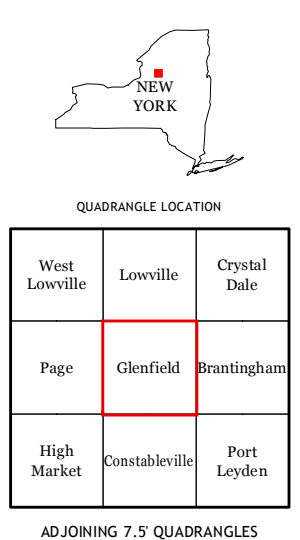 NEW
YORK
QUADRANGLE LOCATION
West
Lowville
Lowville
Crystal
Dale
Page
Glenfield
Brantingham
High
Market
Constableville
Port
Leyden
ADJOINING 7.5' QUADRANGLES